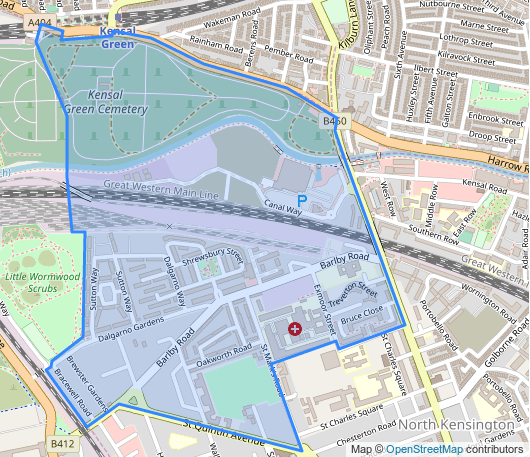 A404
Kensal
Green
Wakeman Road
Rainham Road
Berens Road
Pember Road
Kilburn Lane
Nutbourne Street
Marne Street
Lothrop Street
Kilravock Street
Oliphant Street
Peach Road
Sixth Avenue
Ilbert Street
Huxley Street
Fifth Avenue
Galton Street
Enbrook Street
Droop Street
B450
Harrow R
Kensal
Green Cemetery
Great Western Main Line
Canal Way
P
West Row
Kensal Road
Middle Row
East Row
Southern Row
Adair Road
Great Western
Little Wormwood
Scrubs
Sutton Way
Sutton Way
Dalgarno Way
Shrewsbury Street
Barlby Road
Exmoor Street
Treverton Street
Bruce Close
Wornington Road
Portobello Road
Golborne Road
Dalgarno Gardens
Barlby Road
Oakworth Road
St Mark's Road
St Charles Square
Brewster Gardens
Bracewell Road
St Charles Square
Portobello Road
North Kensington
Chesterton Road
St Quintin Avenue
B412
Map © OpenStreetMap contributors